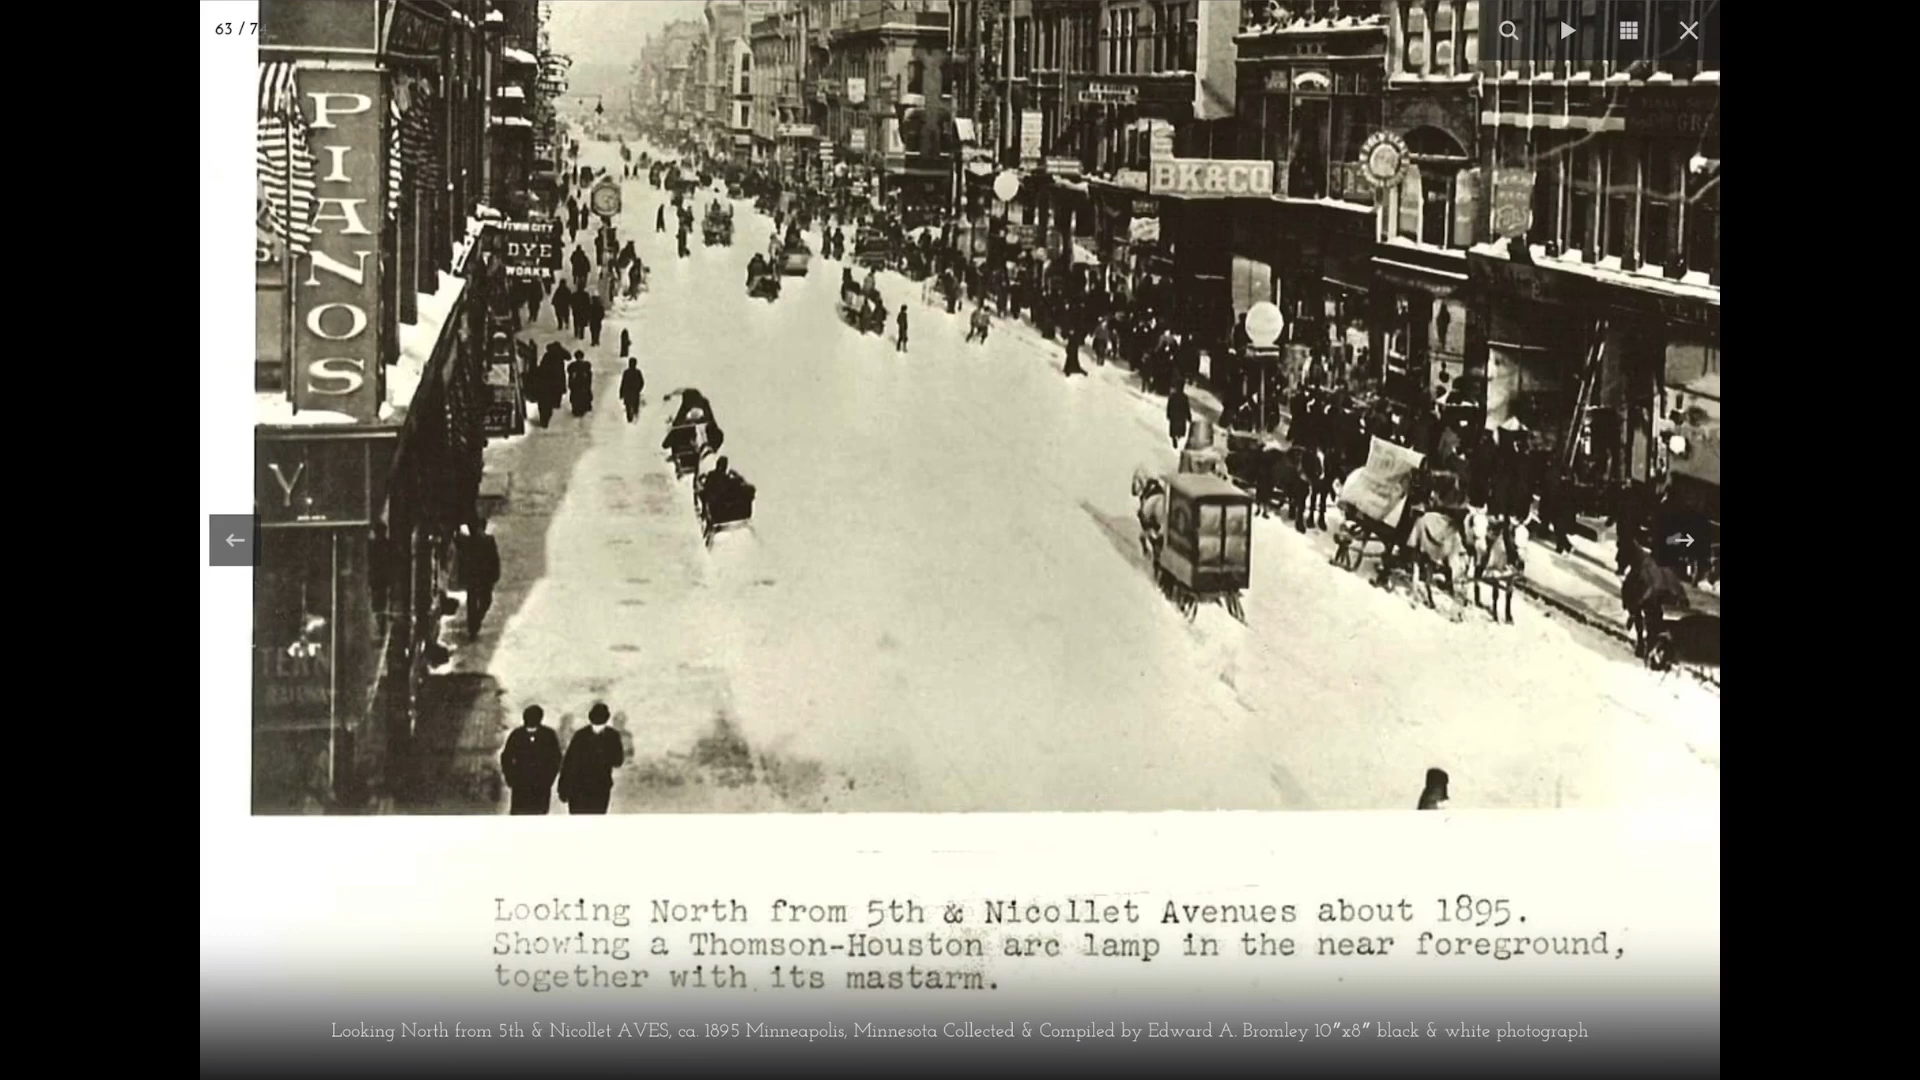 63 / 7
PIANOS
TWIN CITY
DYE
WORKS
BK&CO
Y.
Looking North from 5th & Nicollet Avenues about 1895.
Showing a Thomson-Houston arc lamp in the near foreground,
together with its mastarm.
Looking North from 5th & Nicollet AVES, ca. 1895 Minneapolis, Minnesota Collected & Compiled by Edward A. Bromley 10″x8″ black & white photograph